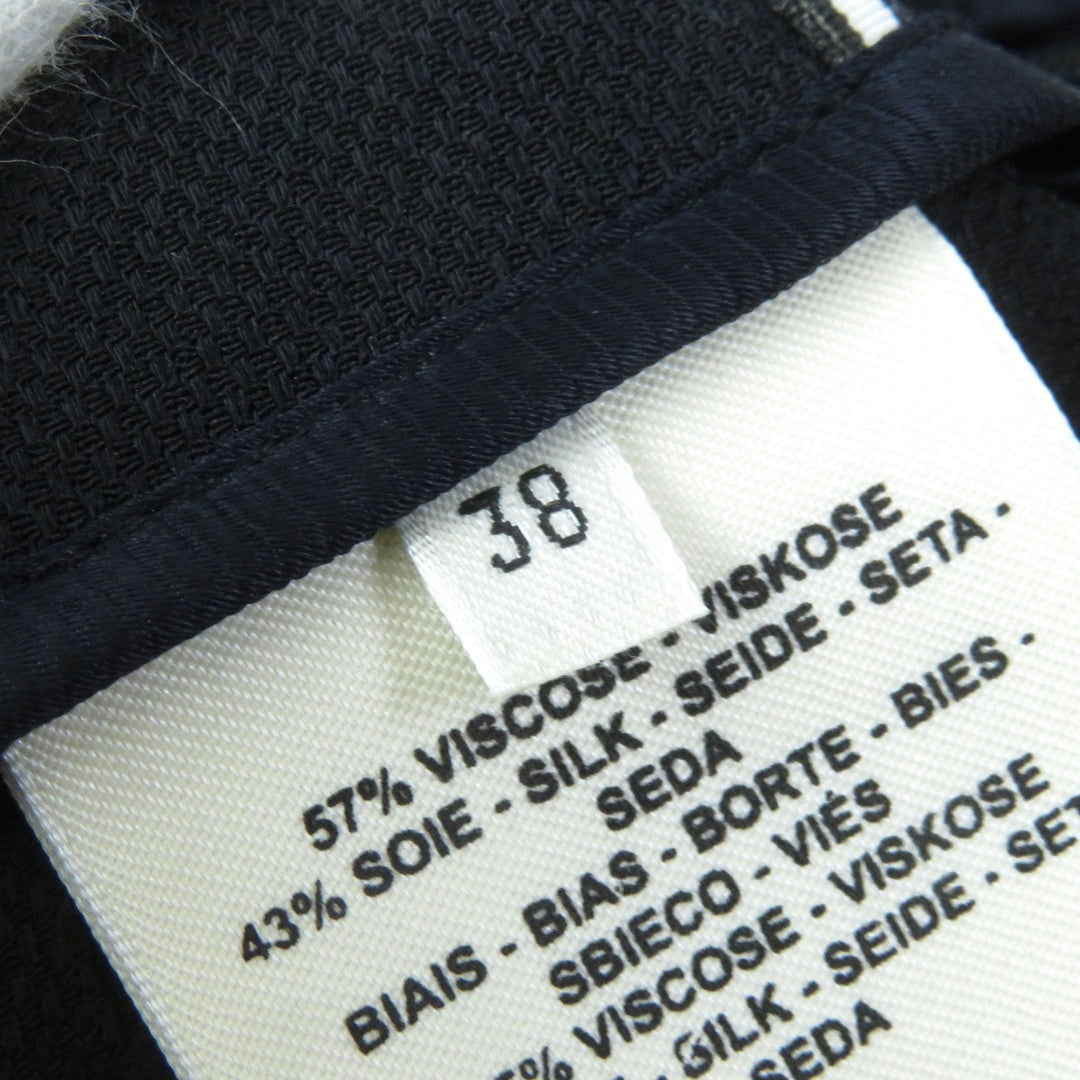 38
57% VISCOSE - VISKOSE
43% SOIE - SILK - SEIDE - SETA -
SEDA
BIAIS - BIAS - BORTE - BIES -
SBIECO - VIÉS
% VISCOSE - VISKOSE
SILK - SEIDE -
SEDA